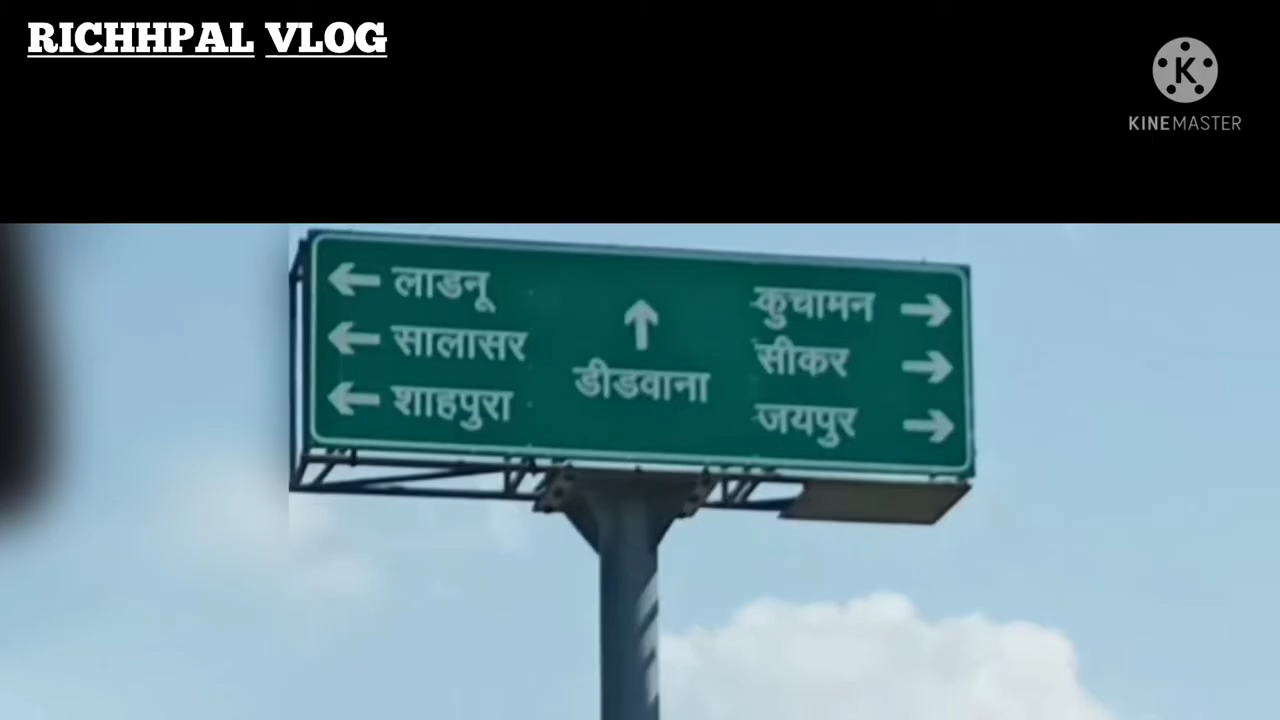 RICHHPAL VLOG
K
KINEMASTER
← लाडनू
← सालासर
← शाहपुरा
↑
डीडवाना
कुचामन →
सीकर →
जयपुर →